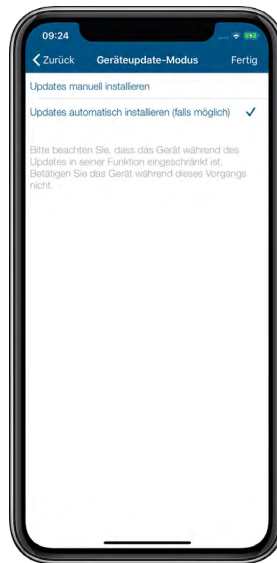 09:24
Zurück Geräteupdate-Modus Fertig
Updates manuell installieren
Updates automatisch installieren (falls möglich)
Bitte beachten Sie, dass das Gerät während des
Updates in seiner Funktion eingeschränkt ist.
Betätigen Sie das Gerät während dieses Vorgangs
nicht.